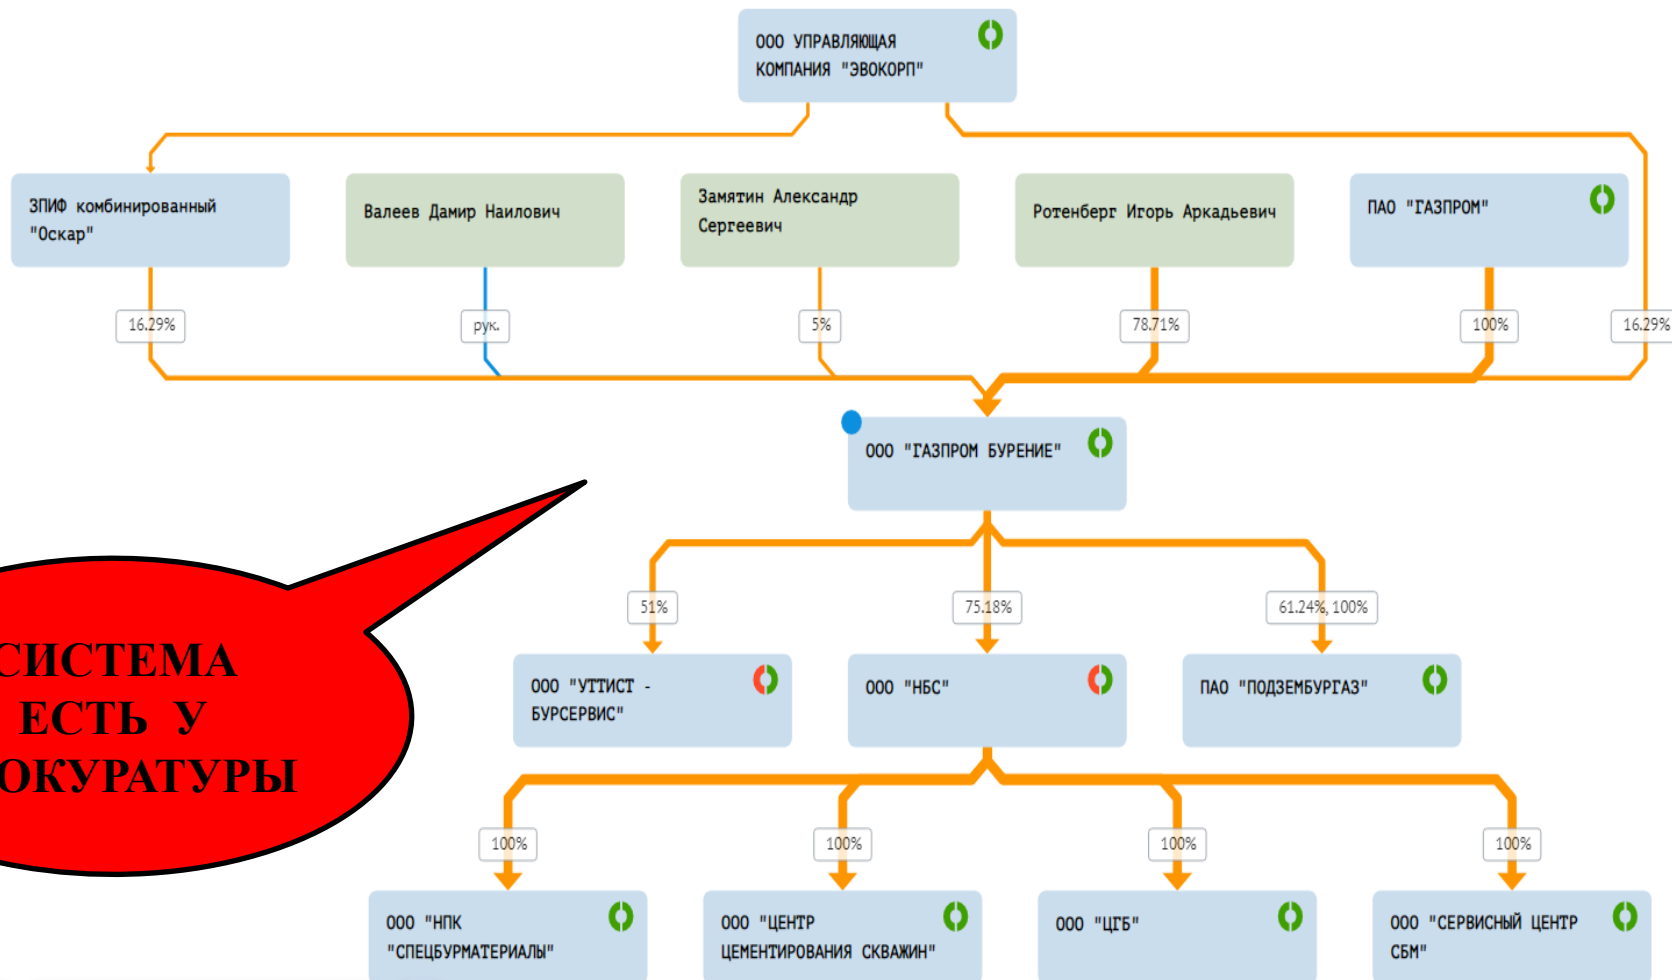 ООО УПРАВЛЯЮЩАЯ
КОМПАНИЯ "ЭВОКОРП"
ЗПИФ комбинированный
"Оскар"
Валеев Дамир Наилович
Замятин Александр
Сергеевич
Ротенберг Игорь Аркадьевич
ПАО "ГАЗПРОМ"
16.29%
рук.
5%
78.71%
100%
16.29%
ООО "ГАЗПРОМ БУРЕНИЕ"
51%
75.18%
61.24%, 100%
СИСТЕМА
ЕСТЬ У
ОКУРАТУРЫ
ООО "УТТИСТ -
БУРСЕРВИС"
ООО "НБС"
ПАО "ПОДЗЕМБУРГАЗ"
100%
100%
100%
100%
ООО "НПК
"СПЕЦБУРМАТЕРИАЛЫ"
ООО "ЦЕНТР
ЦЕМЕНТИРОВАНИЯ СКВАЖИН"
ООО "ЦГБ"
ООО "СЕРВИСНЫЙ ЦЕНТР
СБМ"